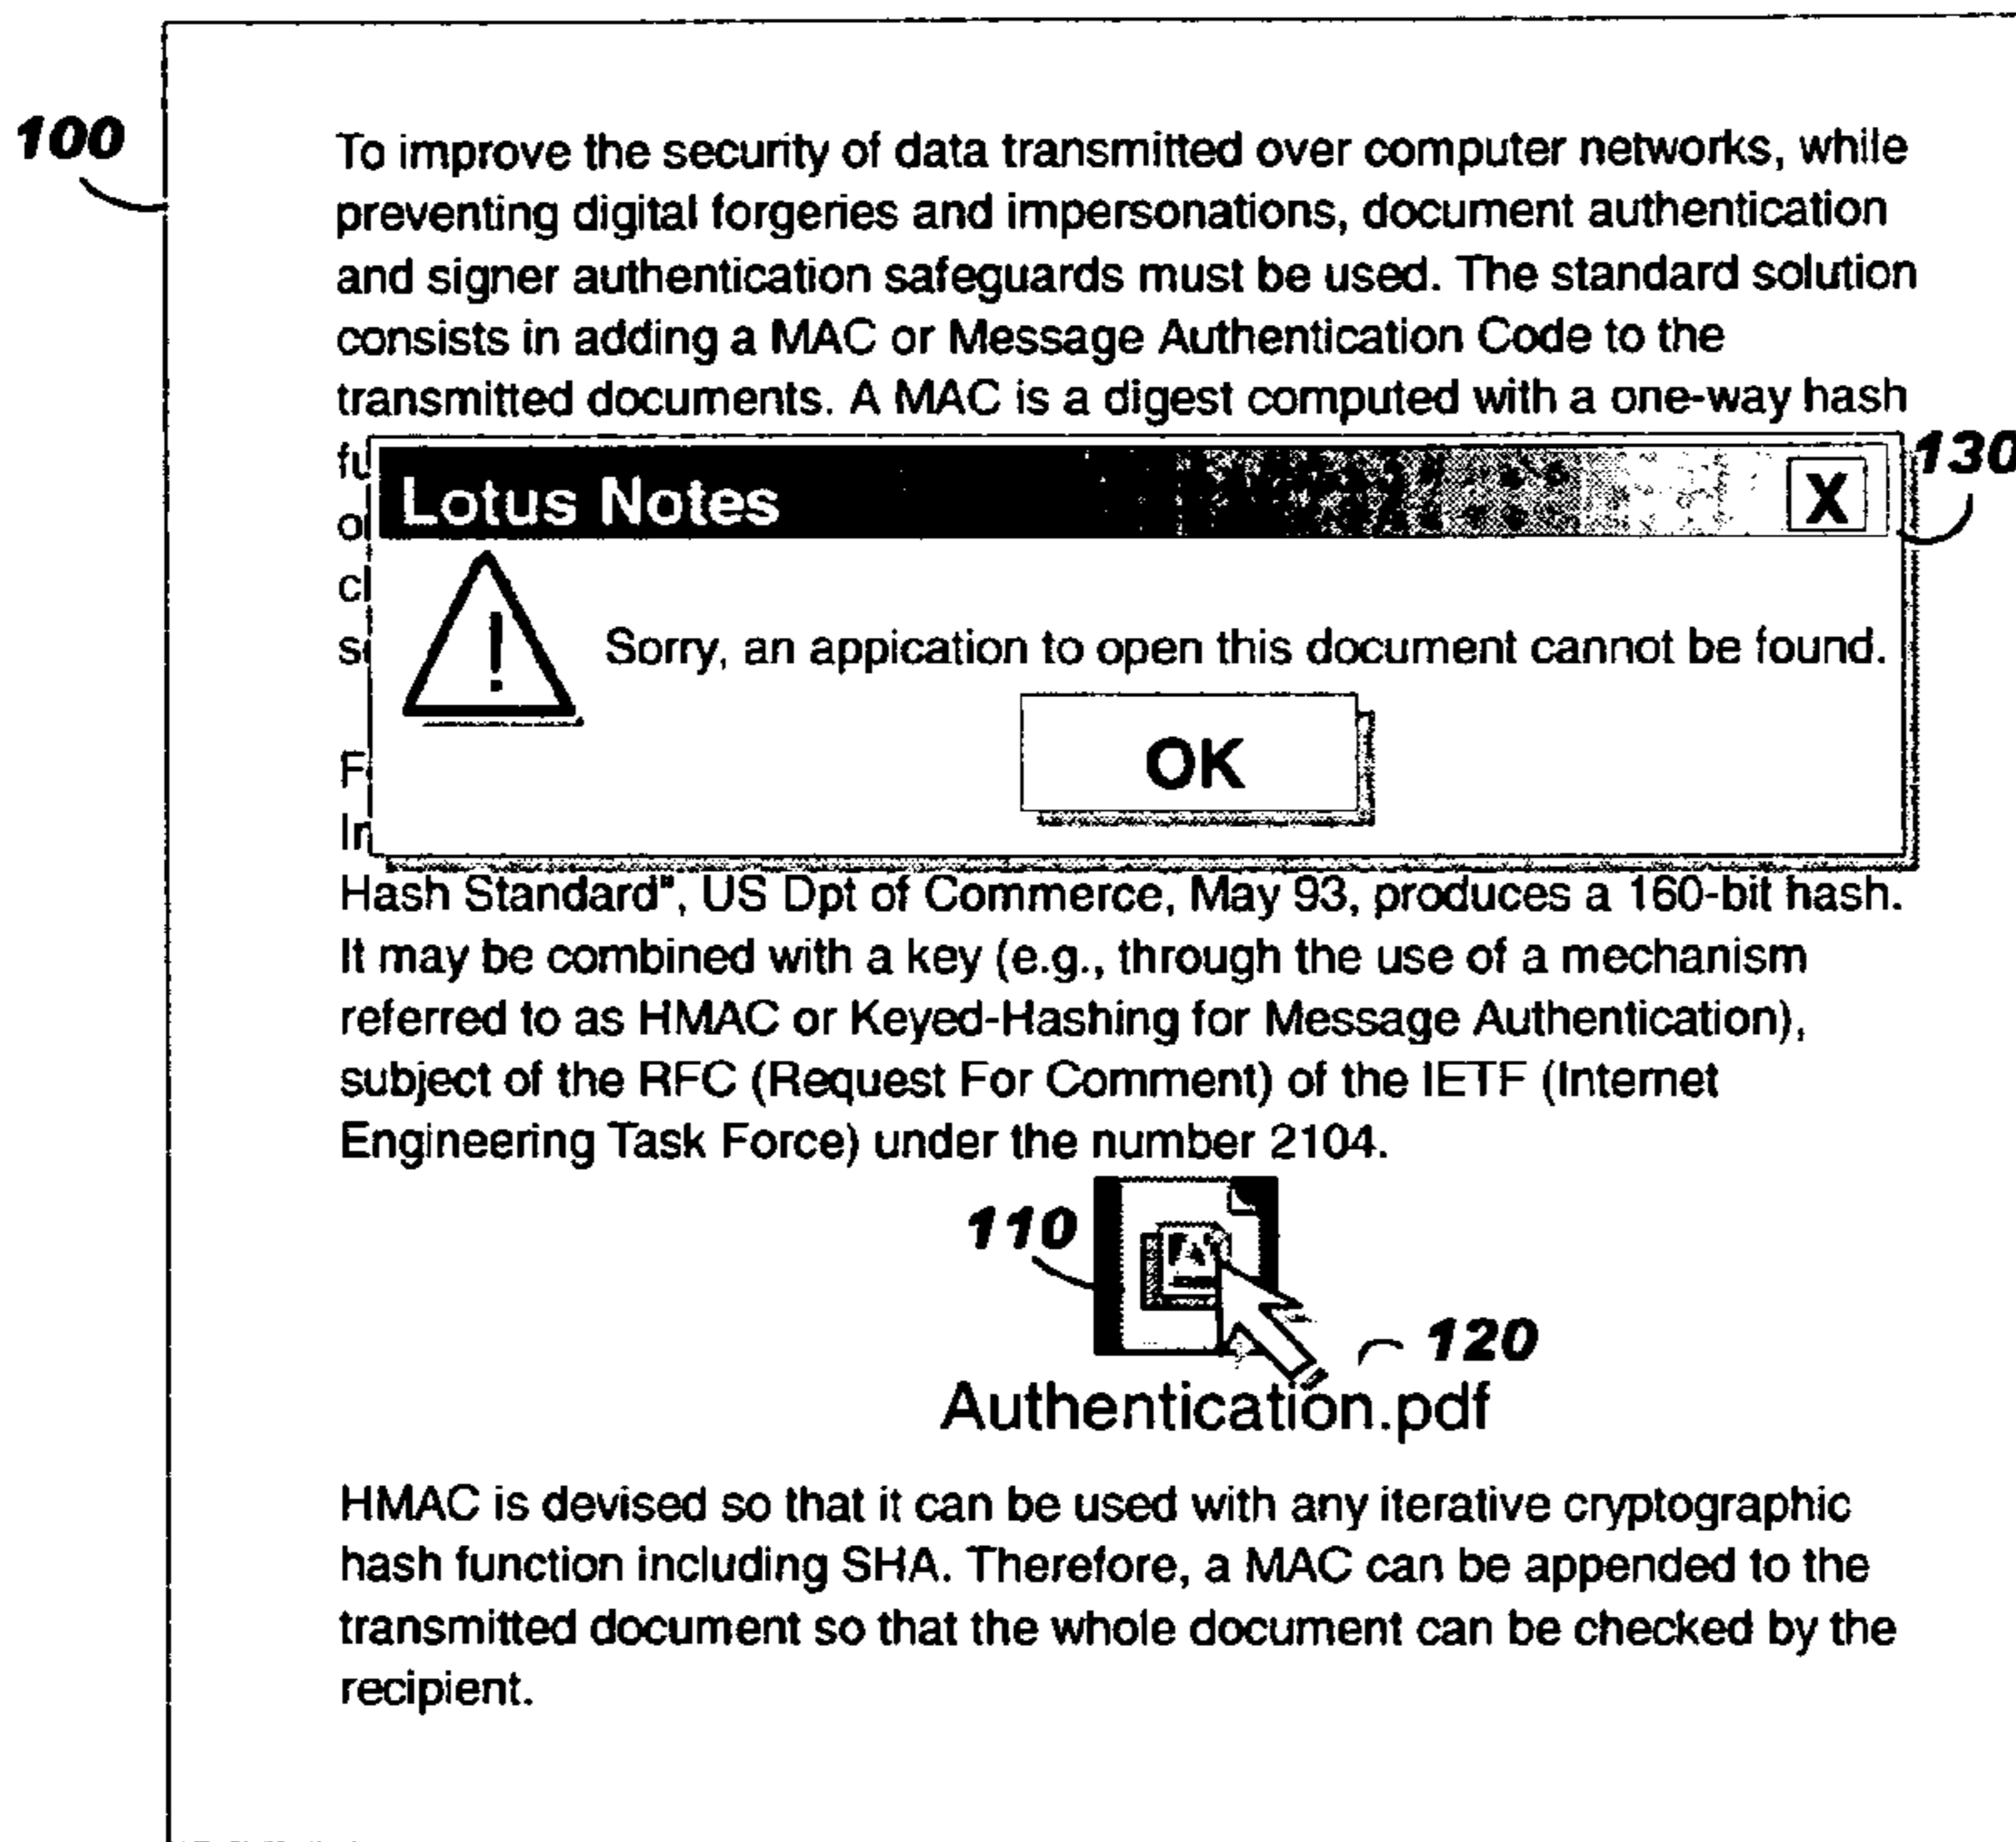 100
To improve the security of data transmitted over computer networks, while
preventing digital forgeries and impersonations, document authentication
and signer authentication safeguards must be used. The standard solution
consists in adding a MAC or Message Authentication Code to the
transmitted documents. A MAC is a digest computed with a one-way hash
130
Lotus Notes X
Sorry, an appication to open this document cannot be found.
OK
Hash Standard", US Dpt of Commerce, May 93, produces a 160-bit hash.
It may be combined with a key (e.g., through the use of a mechanism
referred to as HMAC or Keyed-Hashing for Message Authentication),
subject of the RFC (Request For Comment) of the IETF (Internet
Engineering Task Force) under the number 2104.
110
120
Authentication.pdf
HMAC is devised so that it can be used with any iterative cryptographic
hash function including SHA. Therefore, a MAC can be appended to the
transmitted document so that the whole document can be checked by the
recipient.